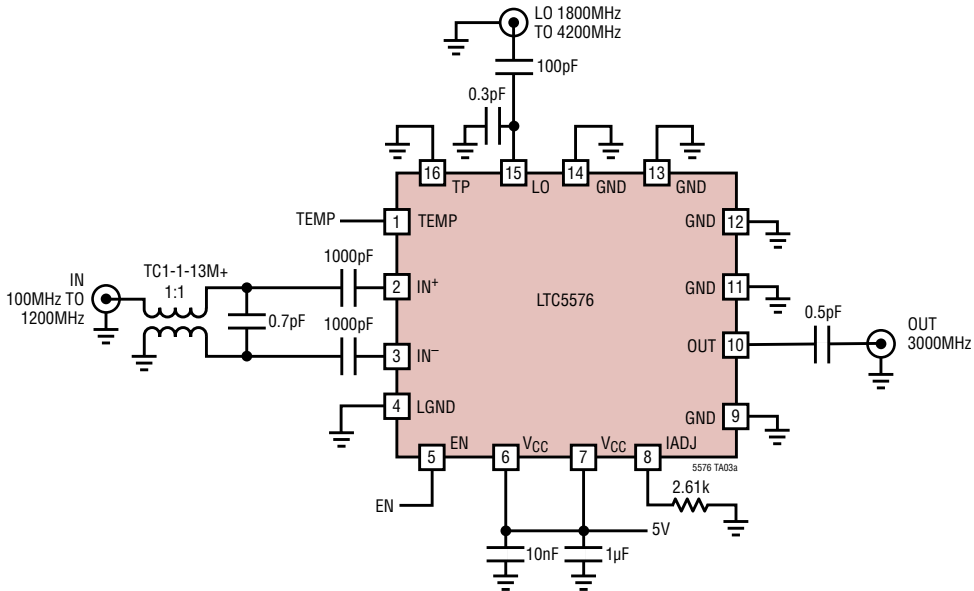 LO 1800MHz
TO 4200MHz
100pF
0.3pF
16 TP
15 LO
14 GND
13 GND
TEMP 1 TEMP
GND 12
TC1-1-13M+
1:1
1000pF
2 IN+
IN
100MHz TO
1200MHz
0.7pF
1000pF
3 IN–
LTC5576
GND 11
OUT 10
0.5pF
OUT
3000MHz
4 LGND
GND 9
EN
5
VCC
6
VCC
7
IADJ
8
5576 TA03a
EN
2.61k
5V
10nF
1µF